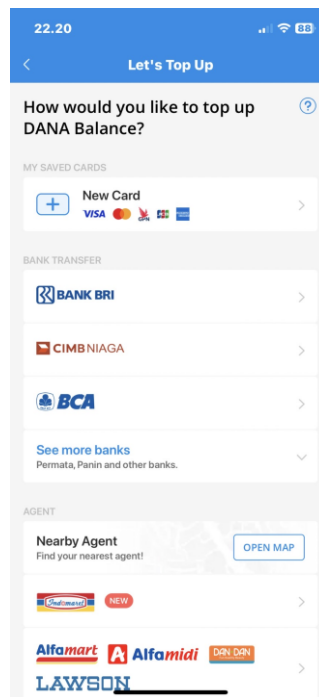 22.20
88
Let's Top Up
How would you like to top up
DANA Balance?
MY SAVED CARDS
New Card
VISA
JCB
BANK TRANSFER
BANK BRI
CIMB NIAGA
BCA
See more banks
Permata, Panin and other banks.
AGENT
Nearby Agent
Find your nearest agent!
OPEN MAP
Indomaret NEW
Alfamart Alfamidi DAN DAN
LAWSON